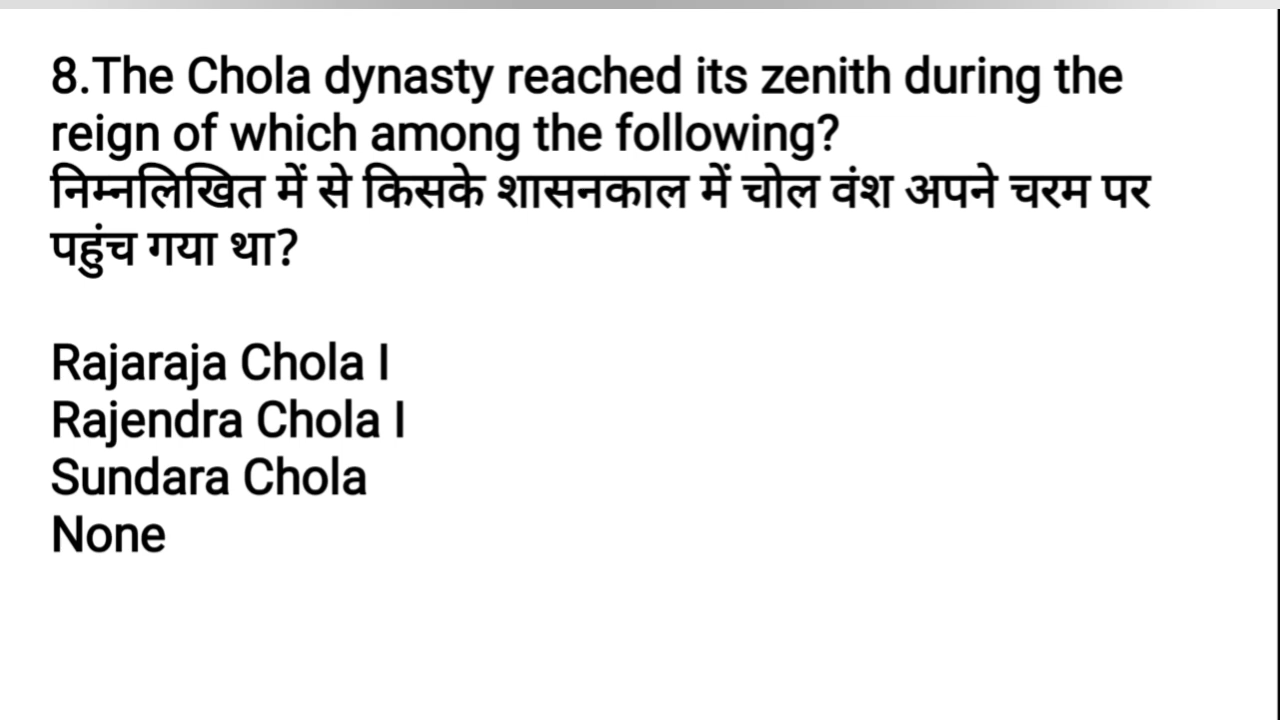 8.The Chola dynasty reached its zenith during the
reign of which among the following?
निम्नलिखित में से किसके शासनकाल में चोल वंश अपने चरम पर
पहुंच गया था?
Rajaraja Chola I
Rajendra Chola I
Sundara Chola
None